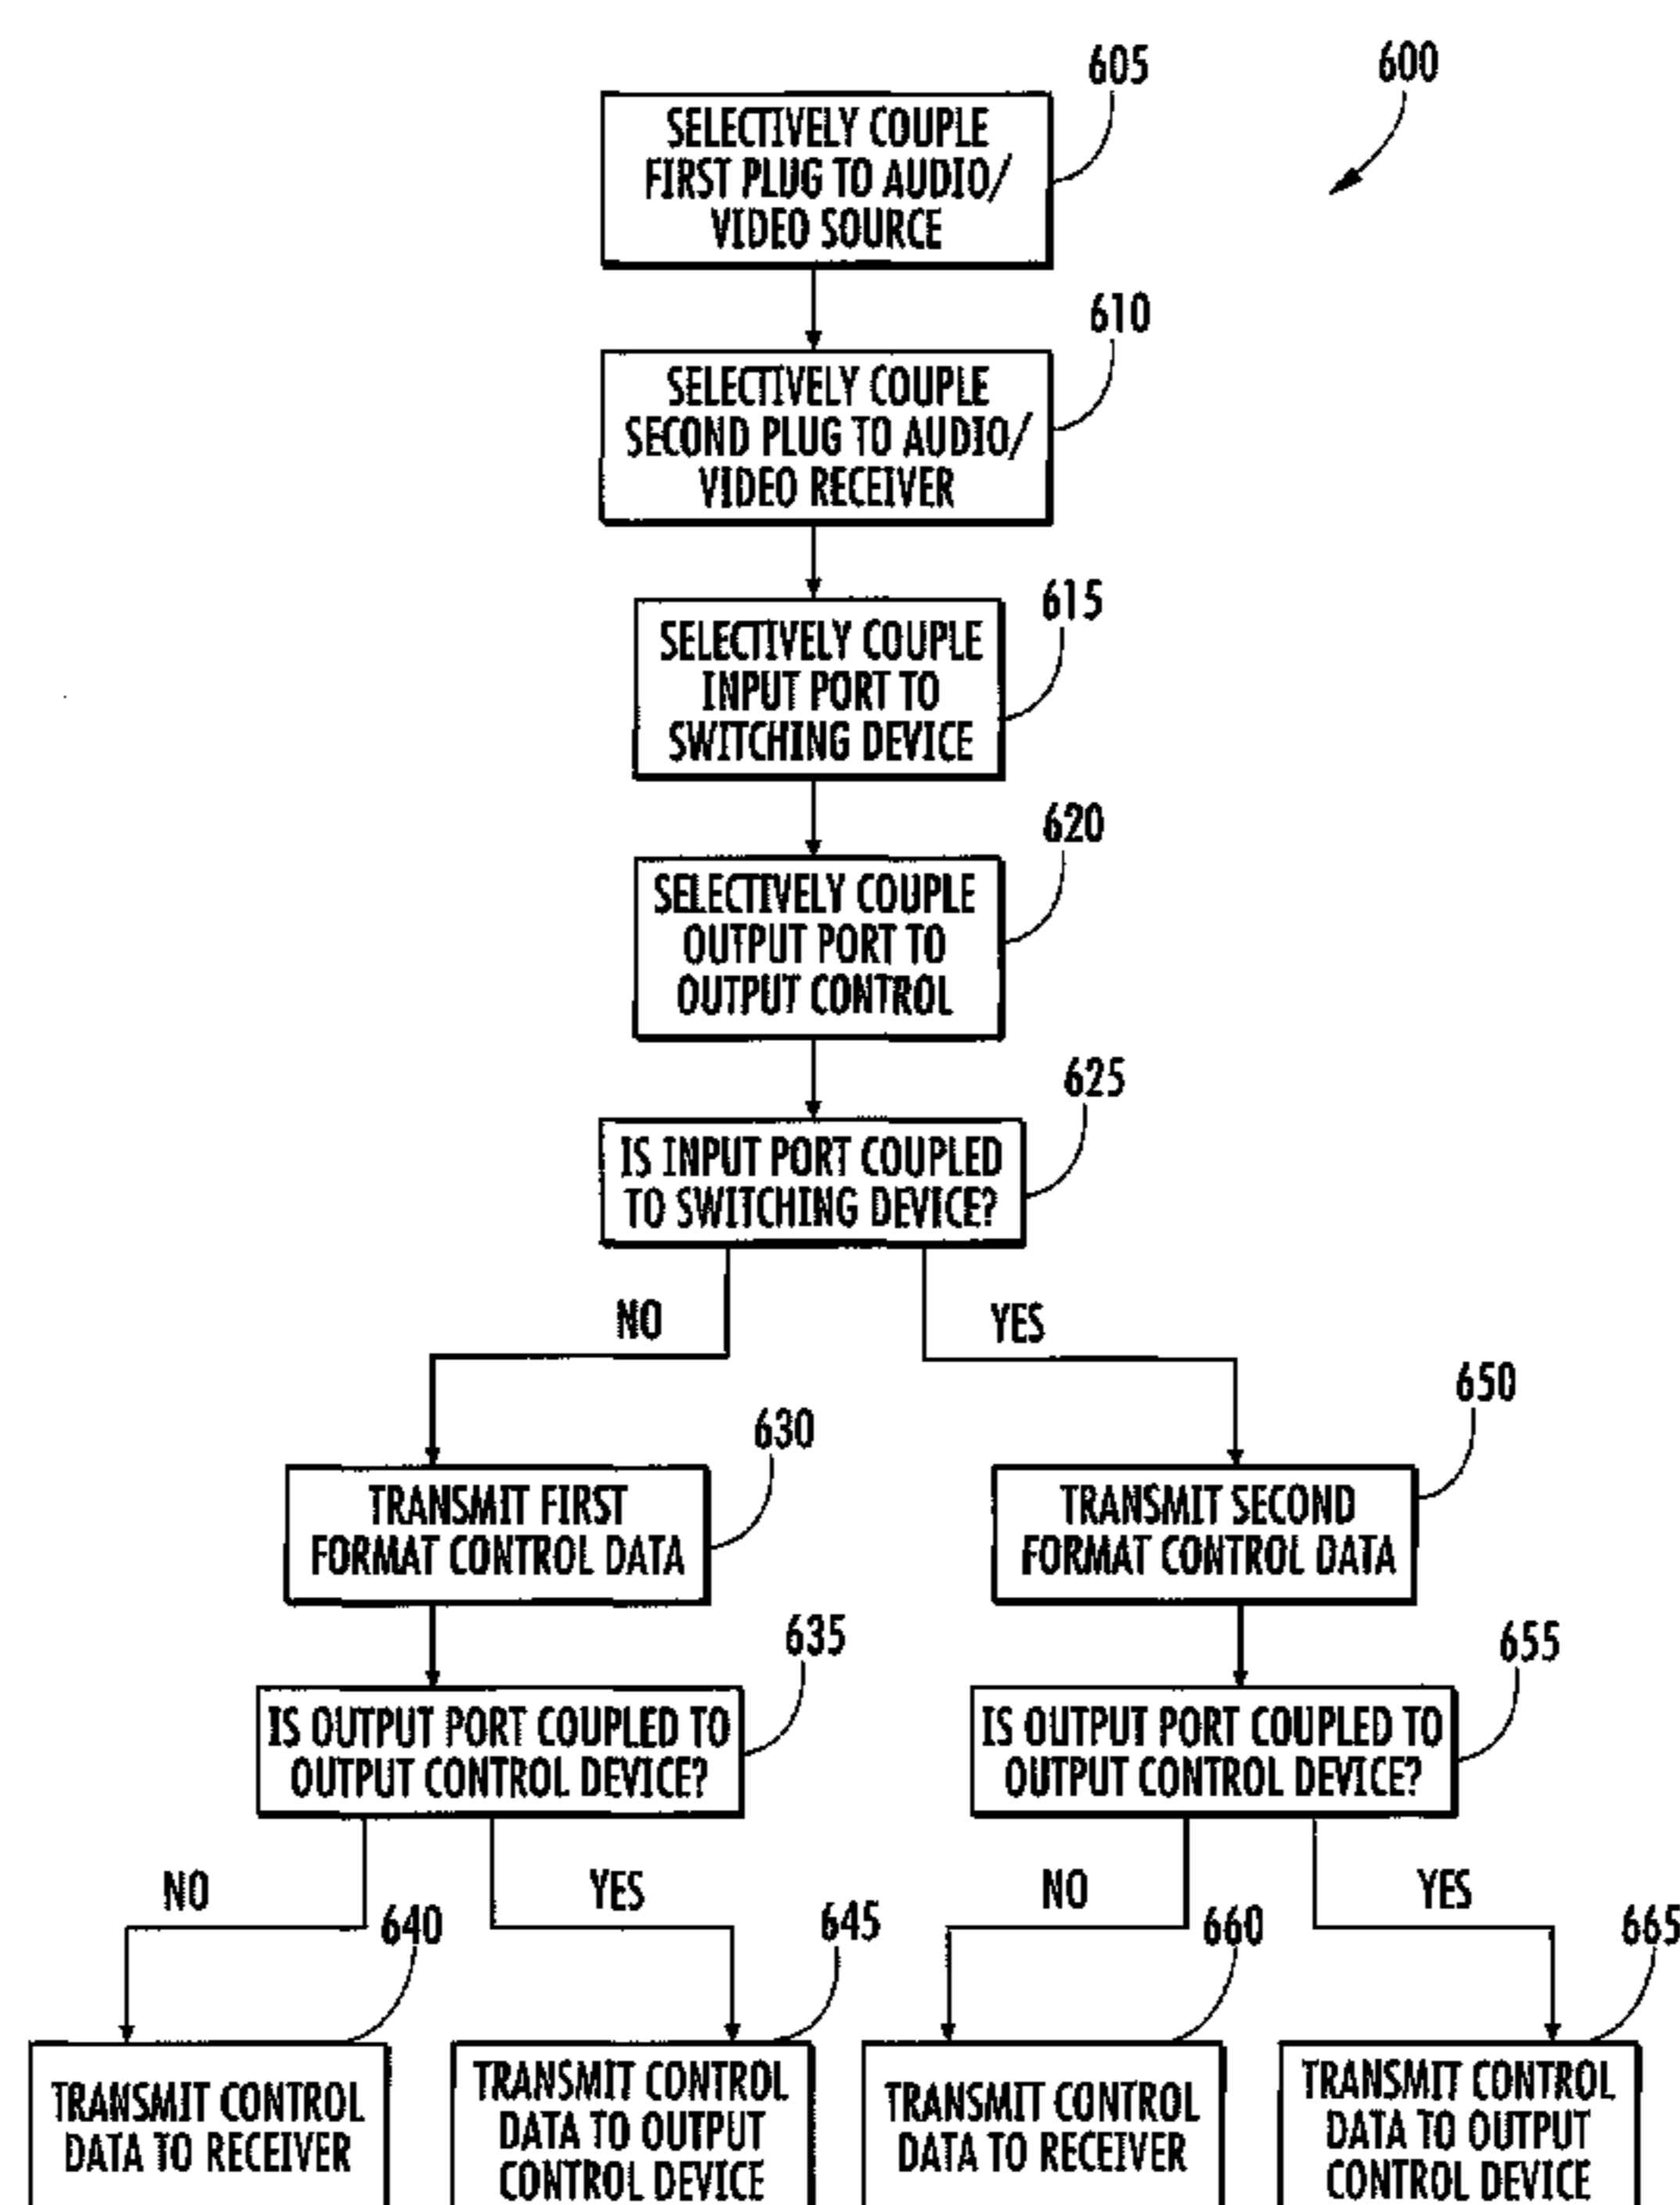 605
600
SELECTIVELY COUPLE
FIRST PLUG TO AUDIO/
VIDEO SOURCE
610
SELECTIVELY COUPLE
SECOND PLUG TO AUDIO/
VIDEO RECEIVER
615
SELECTIVELY COUPLE
INPUT PORT TO
SWITCHING DEVICE
620
SELECTIVELY COUPLE
OUTPUT PORT TO
OUTPUT CONTROL
625
IS INPUT PORT COUPLED
TO SWITCHING DEVICE?
NO
YES
630
650
TRANSMIT FIRST
FORMAT CONTROL DATA
TRANSMIT SECOND
FORMAT CONTROL DATA
635
655
IS OUTPUT PORT COUPLED TO
OUTPUT CONTROL DEVICE?
IS OUTPUT PORT COUPLED TO
OUTPUT CONTROL DEVICE?
NO
YES
NO
YES
640
645
660
665
TRANSMIT CONTROL
DATA TO RECEIVER
TRANSMIT CONTROL
DATA TO OUTPUT
CONTROL DEVICE
TRANSMIT CONTROL
DATA TO RECEIVER
TRANSMIT CONTROL
DATA TO OUTPUT
CONTROL DEVICE